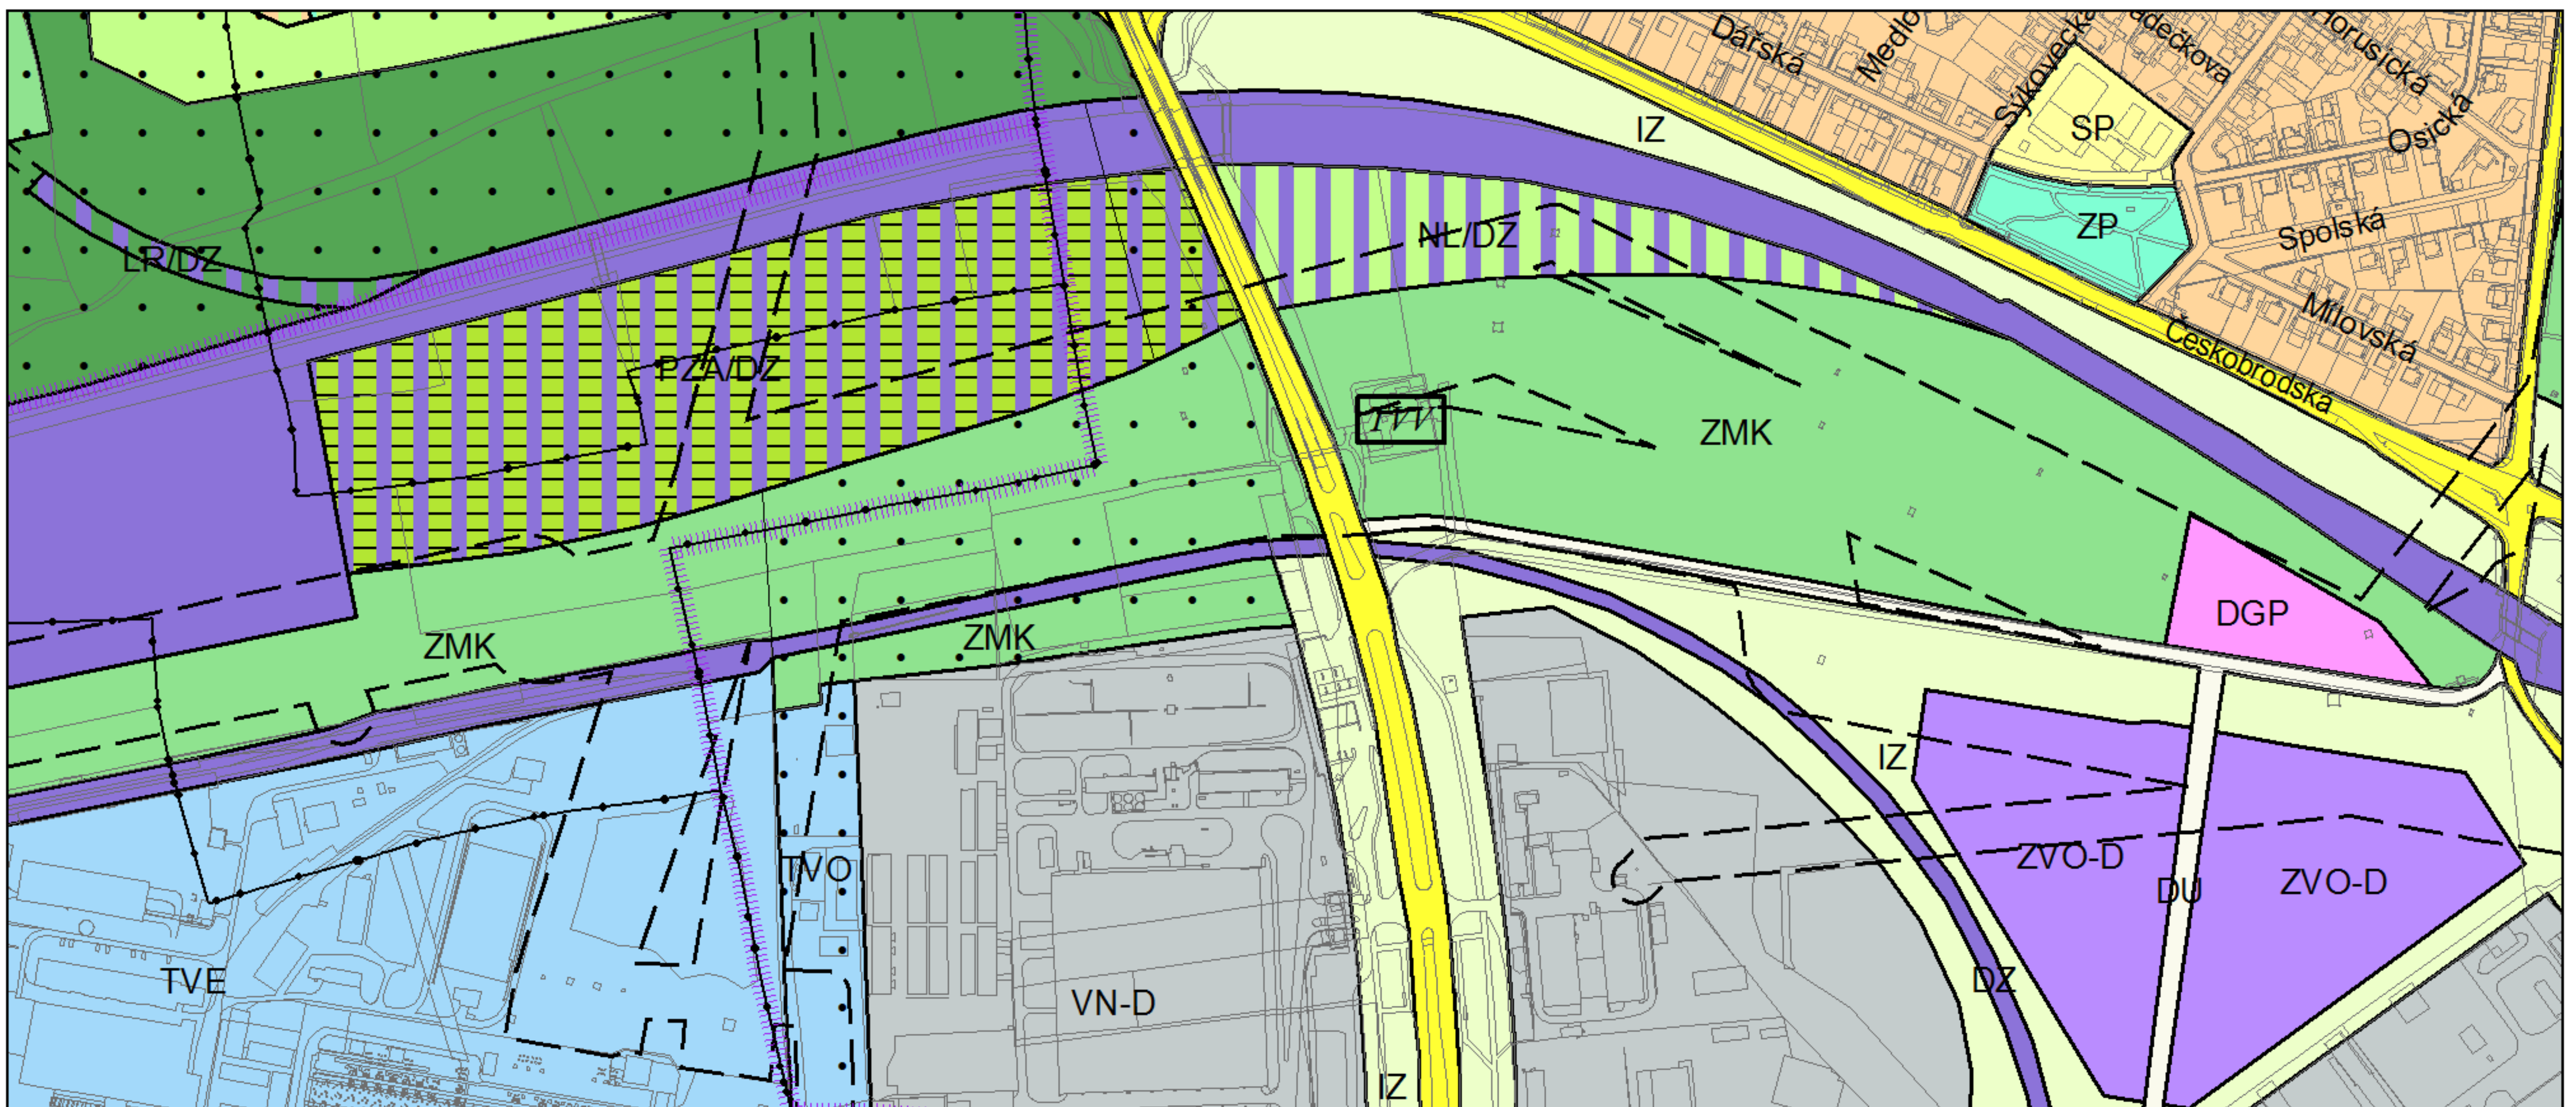 Dářská
Sýkovecká
Horusická
Osická
SP
IZ
ZP
Spolská
NL/DZ
LR/DZ
Mílovská
Českobrodská
PZA/DZ
TVV
ZMK
DGP
ZMK
ZMK
IZ
ZVO-D
TVO
DU
ZVO-D
TVE
DZ
VN-D
IZ